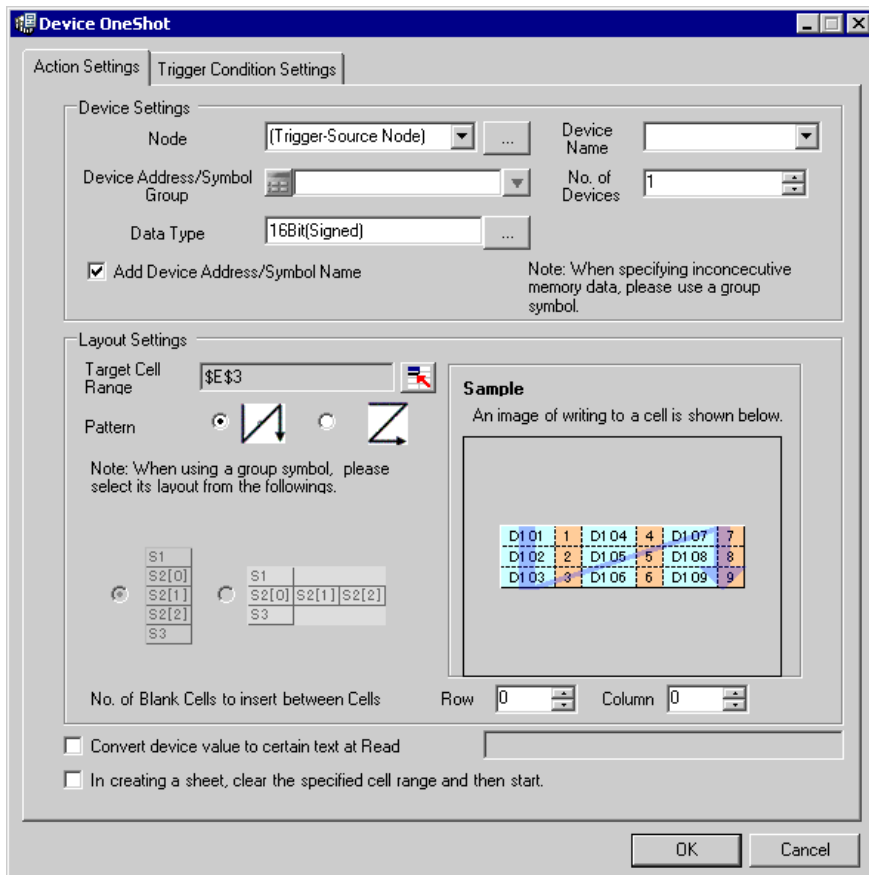 Device OneShot
Action Settings
Trigger Condition Settings
Device Settings
Node
(Trigger-Source Node)
...
Device
Name
Device Address/Symbol
Group
No. of
Devices
1
Data Type
16Bit(Signed)
...
Add Device Address/Symbol Name
Note: When specifying inconcecutive
memory data, please use a group
symbol.
Layout Settings
Target Cell
Range
$E$3
Pattern
Note: When using a group symbol, please
select its layout from the followings.
S1
S2[0]
S2[1]
S2[2]
S3
S1
S2[0] S2[1] S2[2]
S3
Sample
An image of writing to a cell is shown below.
D101 1 D104 4 D107 7
D102 2 D105 5 D108 8
D103 3 D106 6 D109 9
No. of Blank Cells to insert between Cells
Row
0
Column
0
Convert device value to certain text at Read
In creating a sheet, clear the specified cell range and then start.
OK
Cancel